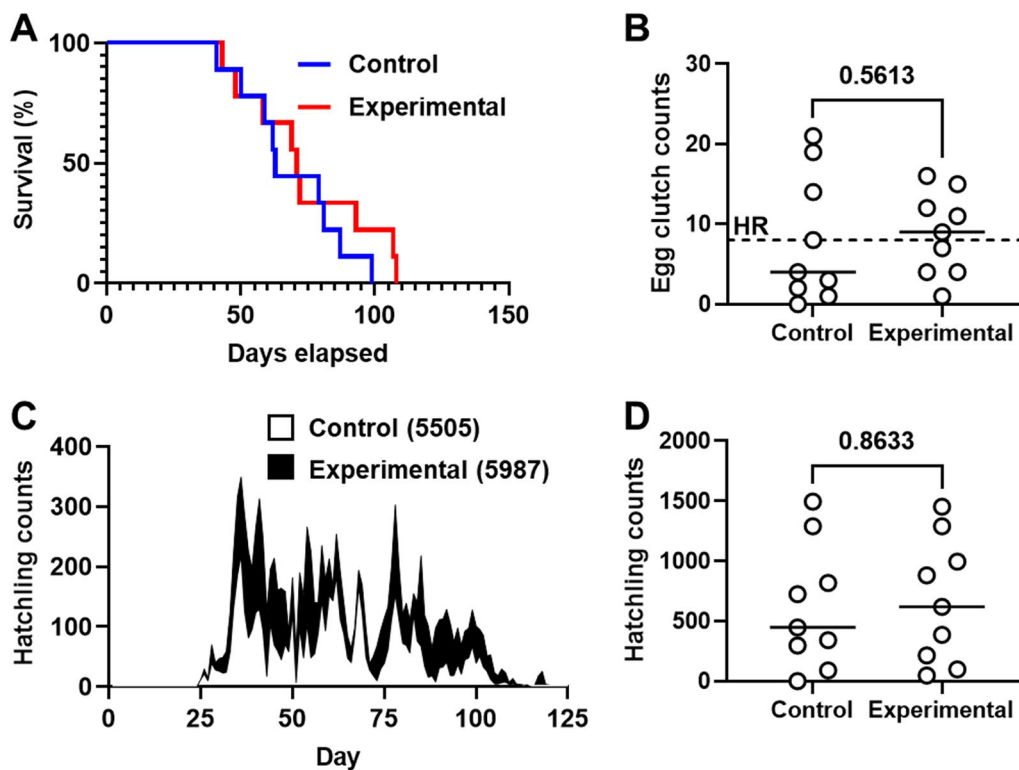 A
100
50
0
Survival (%)
Control
Experimental
0
50
100
150
Days elapsed
B
30
20
10
0
Egg clutch counts
0.5613
HR
Control
Experimental
C
Control (5505)
Experimental (5987)
400
300
200
100
0
Hatchling counts
0
25
50
75
100
125
Day
D
2000
1500
1000
500
0
Hatchling counts
0.8633
Control
Experimental